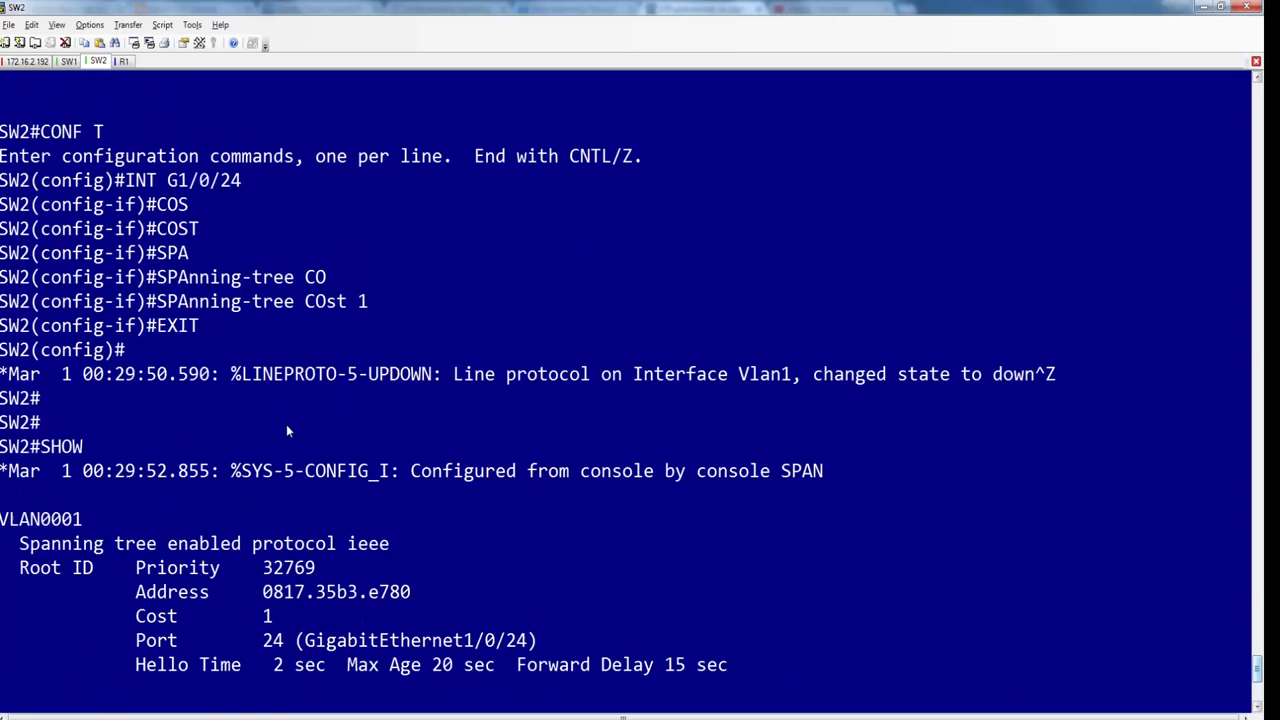 SW2
File Edit View Options Transfer Script Tools Help
172.16.2.192 SW1 SW2 R1
SW2#CONF T
Enter configuration commands, one per line.  End with CNTL/Z.
SW2(config)#INT G1/0/24
SW2(config-if)#COS
SW2(config-if)#COST
SW2(config-if)#SPA
SW2(config-if)#SPAnning-tree CO
SW2(config-if)#SPAnning-tree COst 1
SW2(config-if)#EXIT
SW2(config)#
*Mar  1 00:29:50.590: %LINEPROTO-5-UPDOWN: Line protocol on Interface Vlan1, changed state to down^Z
SW2#
SW2#
SW2#SHOW
*Mar  1 00:29:52.855: %SYS-5-CONFIG_I: Configured from console by console SPAN
VLAN0001
Spanning tree enabled protocol ieee
Root ID    Priority    32769
Address     0817.35b3.e780
Cost        1
Port        24 (GigabitEthernet1/0/24)
Hello Time   2 sec  Max Age 20 sec  Forward Delay 15 sec